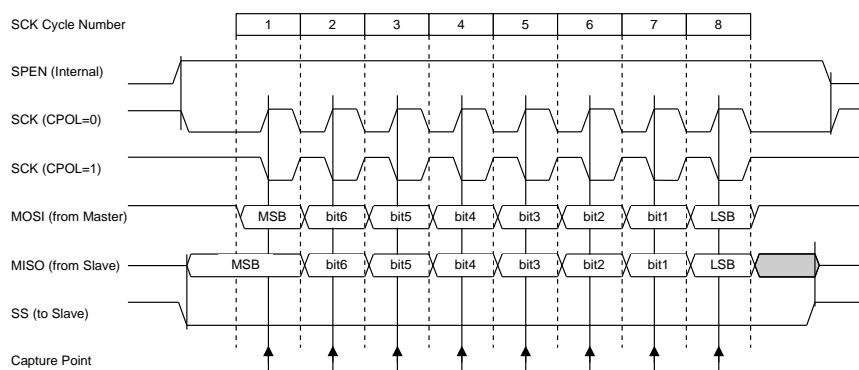 SCK Cycle Number 1 2 3 4 5 6 7 8
SPEN (Internal)
SCK (CPOL=0)
SCK (CPOL=1)
MOSI (from Master) MSB bit6 bit5 bit4 bit3 bit2 bit1 LSB
MISO (from Slave) MSB bit6 bit5 bit4 bit3 bit2 bit1 LSB
SS (to Slave)
Capture Point